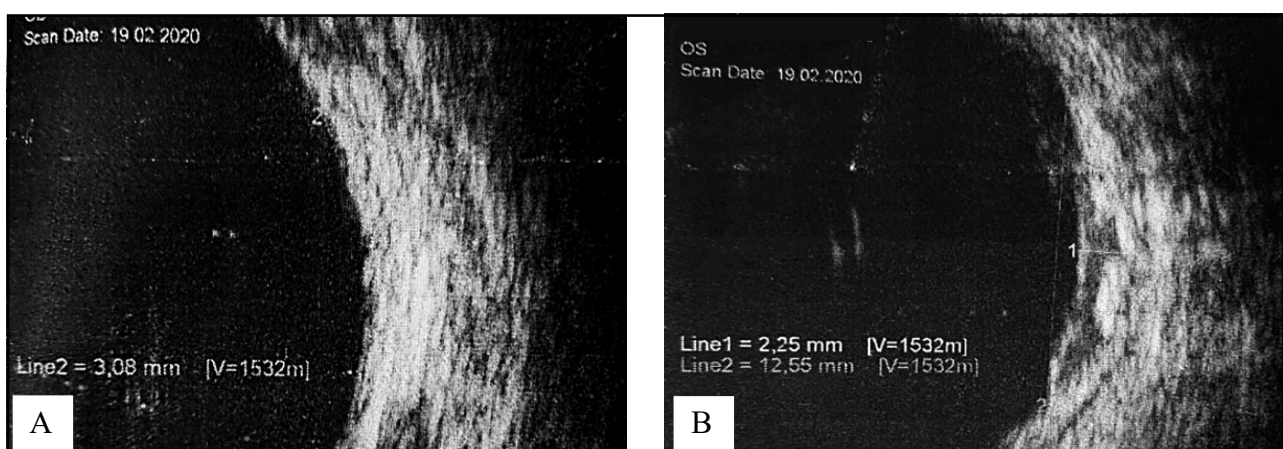 Scan Date: 19 02 2020
2
Line2 = 3,08 mm [V=1532m]
A
OS
Scan Date: 19.02.2020
1
Line1 = 2,25 mm [V=1532m]
Line2 = 12,55 mm [V=1532m]
2
B